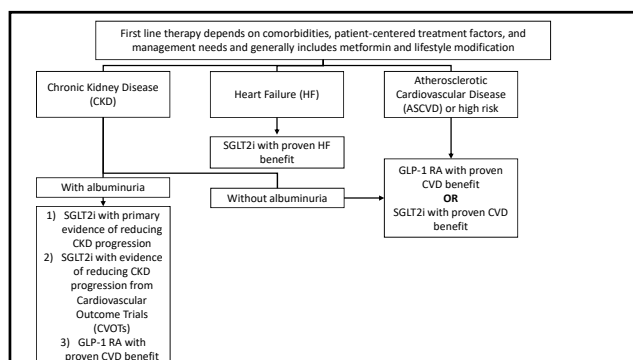 First line therapy depends on comorbidities, patient-centered treatment factors, and
management needs and generally includes metformin and lifestyle modification
Chronic Kidney Disease
(CKD)
Heart Failure (HF)
Atherosclerotic
Cardiovascular Disease
(ASCVD) or high risk
SGLT2i with proven HF
benefit
GLP-1 RA with proven
CVD benefit
OR
SGLT2i with proven CVD
benefit
With albuminuria
Without albuminuria
1) SGLT2i with primary
evidence of reducing
CKD progression
2) SGLT2i with evidence
of reducing CKD
progression from
Cardiovascular
Outcome Trials
(CVOTs)
3) GLP-1 RA with
proven CVD benefit